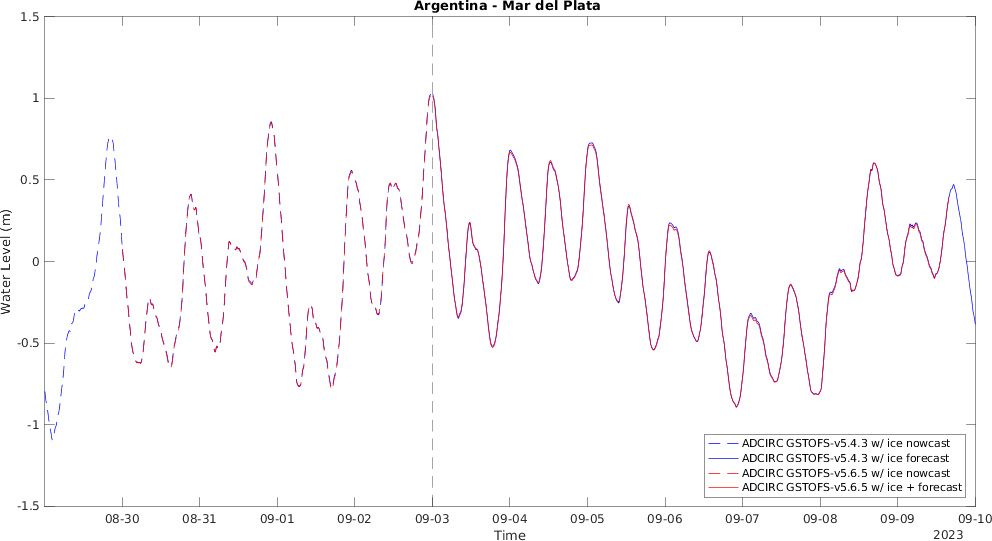 Argentina - Mar del Plata
1.5
1
0.5
0
-0.5
-1
-1.5
Water Level (m)
08-30 08-31 09-01 09-02 09-03 09-04 09-05 09-06 09-07 09-08 09-09 09-10
Time
2023
ADCIRC GSTOFS-v5.4.3 w/ ice nowcast
ADCIRC GSTOFS-v5.4.3 w/ ice forecast
ADCIRC GSTOFS-v5.6.5 w/ ice nowcast
ADCIRC GSTOFS-v5.6.5 w/ ice + forecast